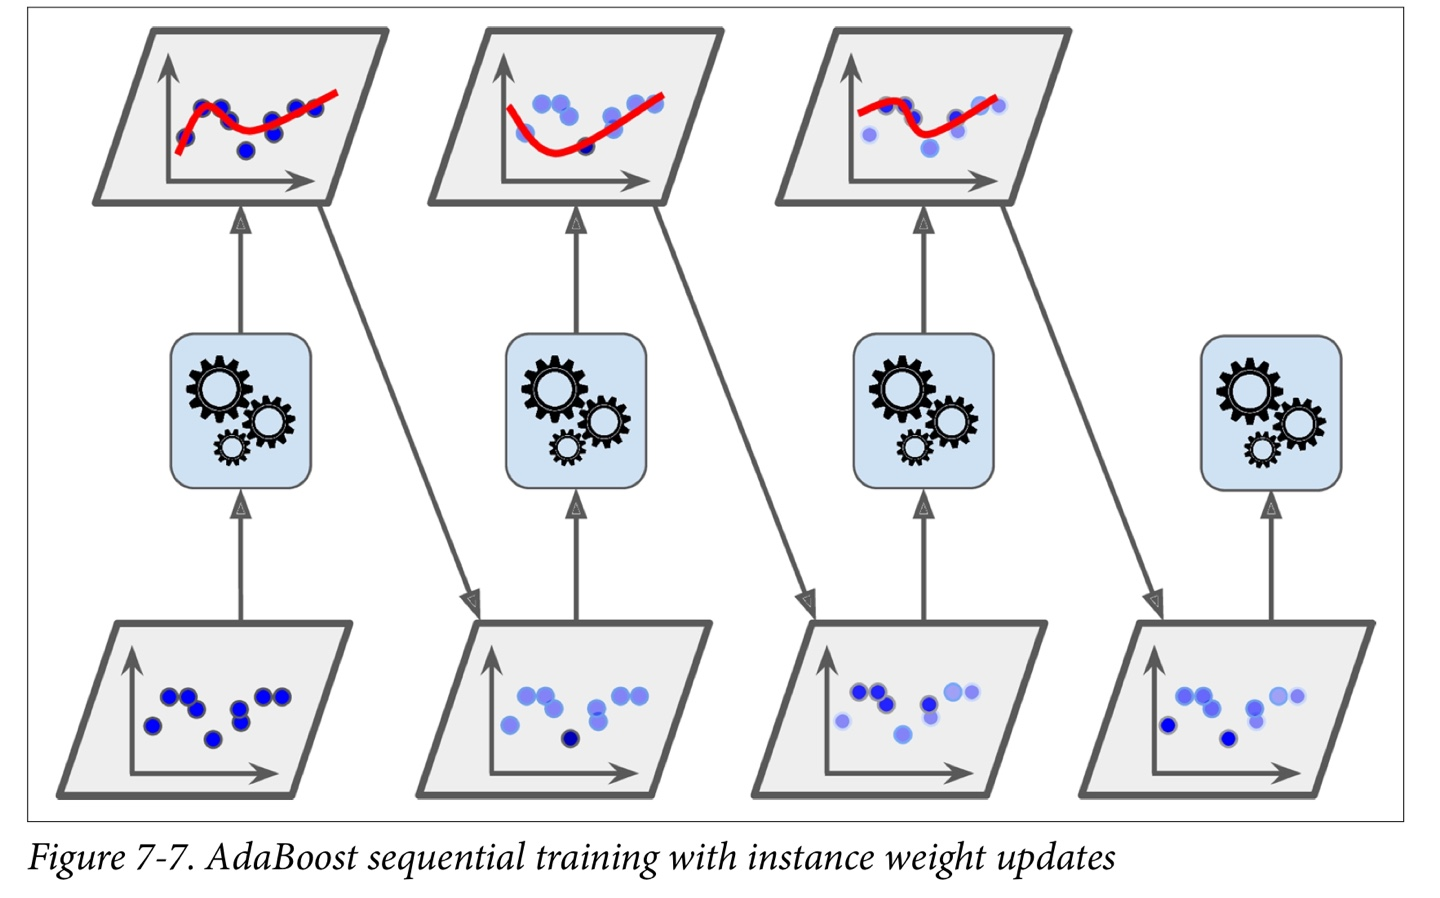 Figure 7-7. AdaBoost sequential training with instance weight updates